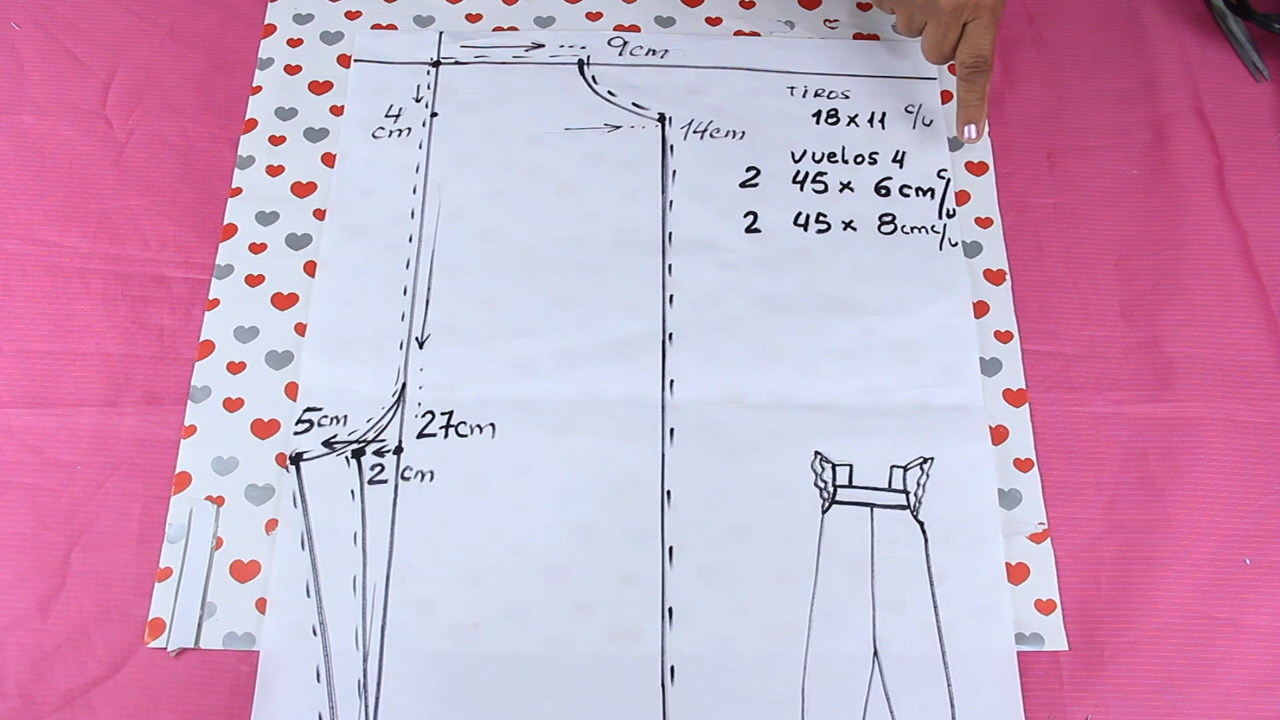 9cm
4
cm
14cm
TIROS
18 x 11 c/u
vuelos 4
2 45 x 6cm c/u
2 45 x 8cm c/u
5cm
27cm
2 cm